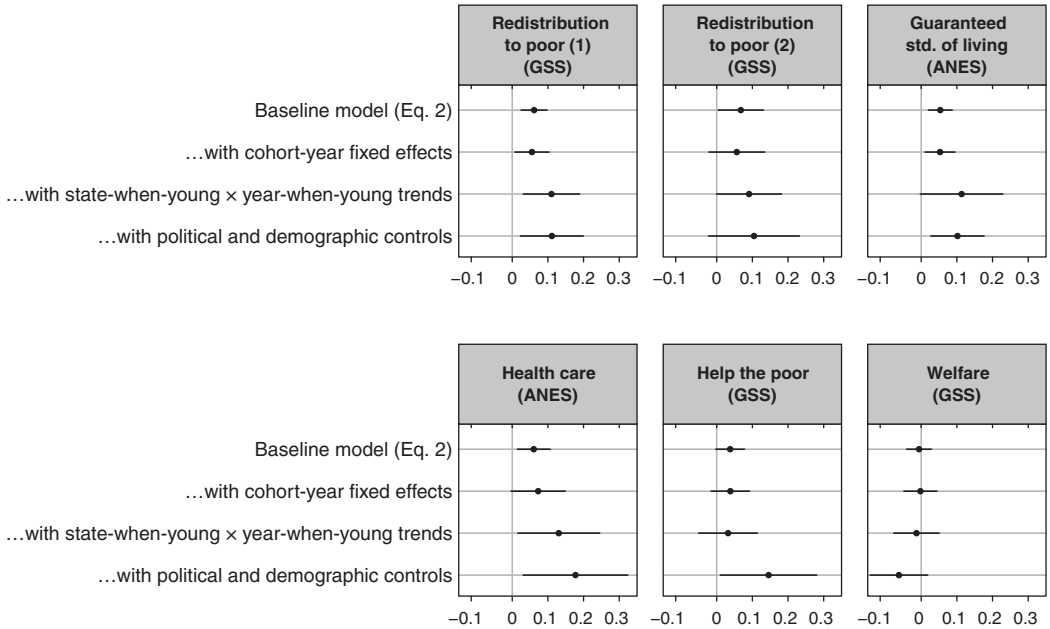 Redistribution
to poor (1)
(GSS)
Redistribution
to poor (2)
(GSS)
Guaranteed
std. of living
(ANES)
Baseline model (Eq. 2)
...with cohort-year fixed effects
...with state-when-young × year-when-young trends
...with political and demographic controls
−0.1 0 0.1 0.2 0.3
−0.1 0 0.1 0.2 0.3
−0.1 0 0.1 0.2 0.3
Health care
(ANES)
Help the poor
(GSS)
Welfare
(GSS)
Baseline model (Eq. 2)
...with cohort-year fixed effects
...with state-when-young × year-when-young trends
...with political and demographic controls
−0.1 0 0.1 0.2 0.3
−0.1 0 0.1 0.2 0.3
−0.1 0 0.1 0.2 0.3